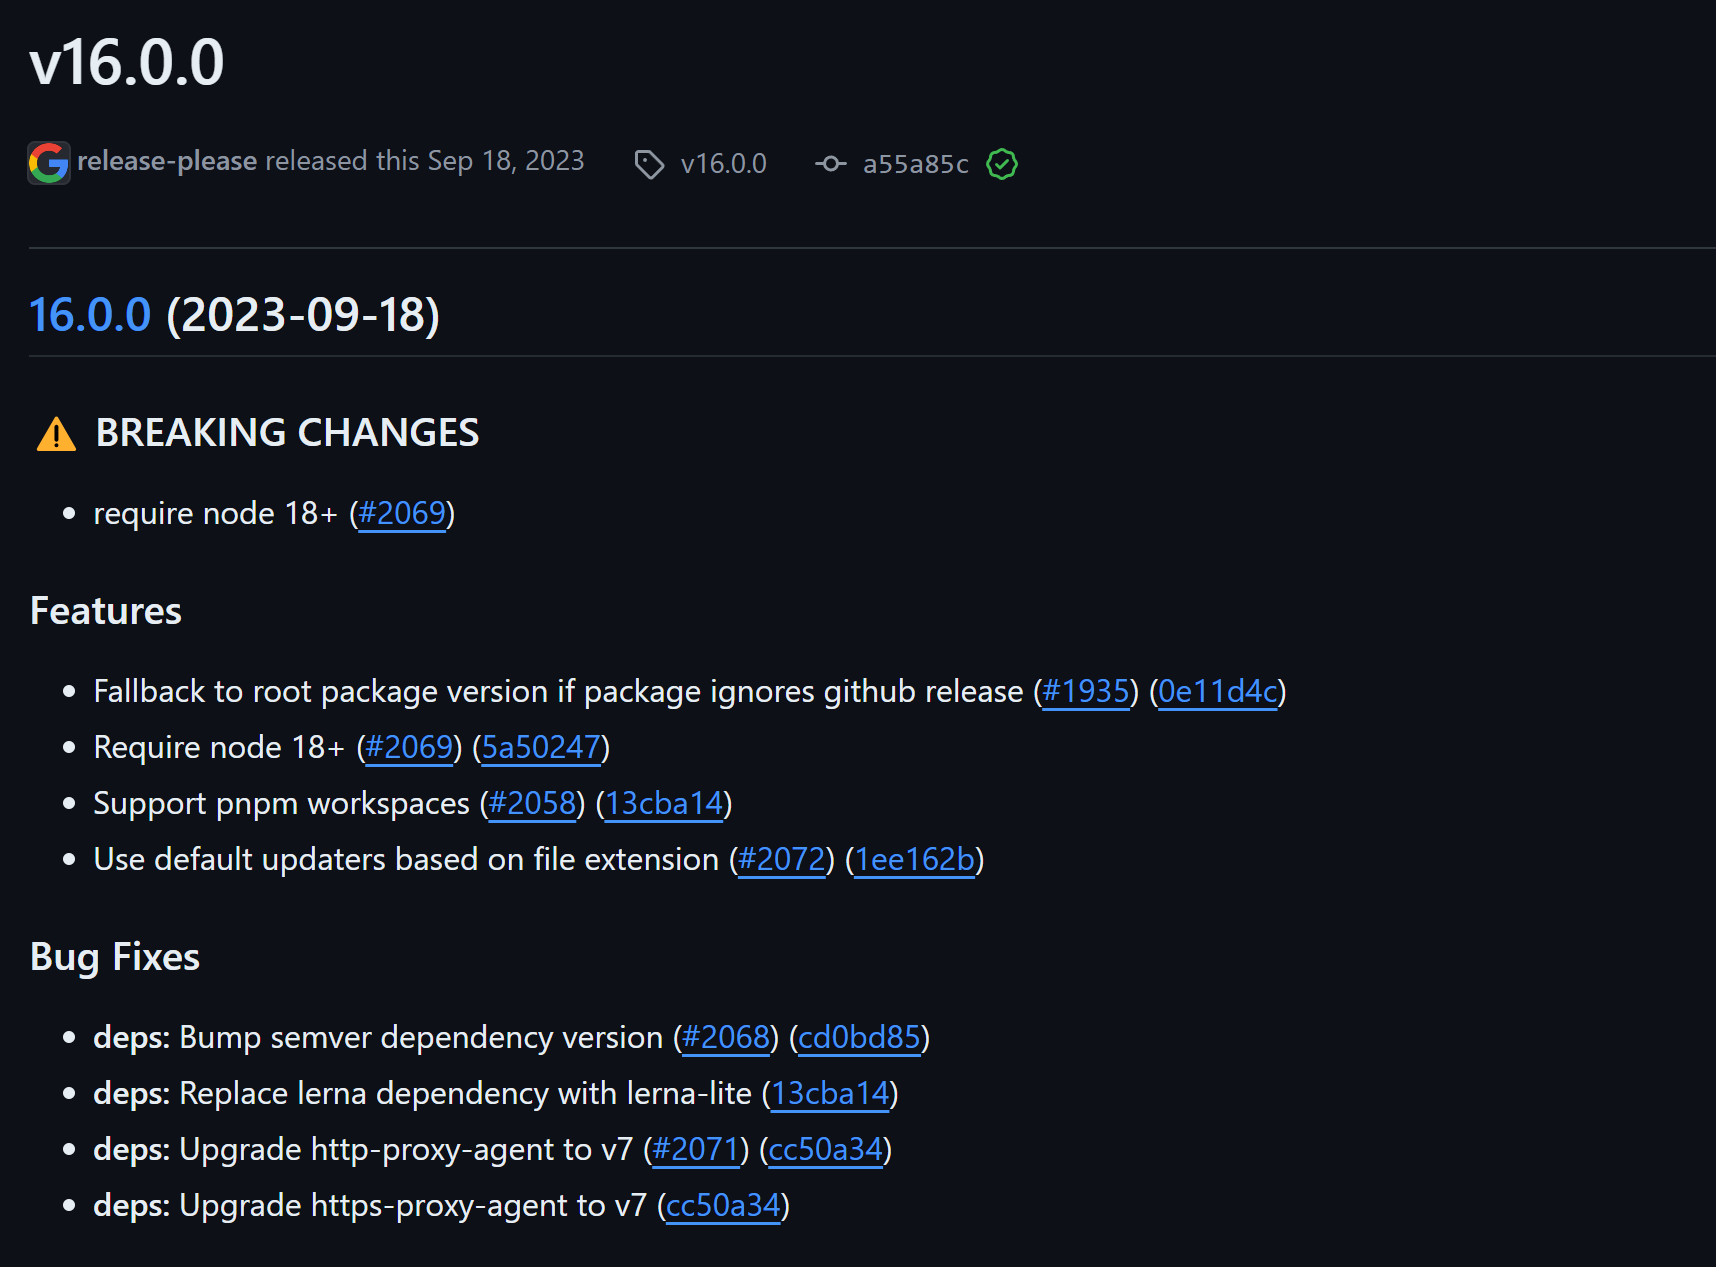 v16.0.0
release-please released this Sep 18, 2023 v16.0.0 a55a85c
16.0.0 (2023-09-18)
⚠ BREAKING CHANGES
• require node 18+ (#2069)
Features
• Fallback to root package version if package ignores github release (#1935) (0e11d4c)
• Require node 18+ (#2069) (5a50247)
• Support pnpm workspaces (#2058) (13cba14)
• Use default updaters based on file extension (#2072) (1ee162b)
Bug Fixes
• deps: Bump semver dependency version (#2068) (cd0bd85)
• deps: Replace lerna dependency with lerna-lite (13cba14)
• deps: Upgrade http-proxy-agent to v7 (#2071) (cc50a34)
• deps: Upgrade https-proxy-agent to v7 (cc50a34)